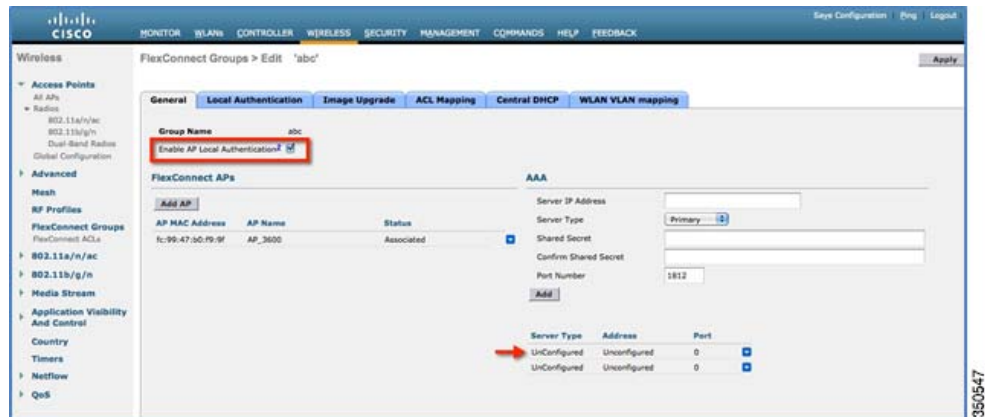 Save Configuration | Ping | Logout
CISCO
MONITOR WLANs CONTROLLER WIRELESS SECURITY MANAGEMENT COMMANDS HELP FEEDBACK
Wireless
FlexConnect Groups > Edit 'abc'
Apply
Access Points
All APs
Radios
802.11a/n/ac
802.11b/g/n
Dual-Band Radios
Global Configuration
Advanced
Mesh
RF Profiles
FlexConnect Groups
FlexConnect ACLs
802.11a/n/ac
802.11b/g/n
Media Stream
Application Visibility
And Control
Country
Timers
Netflow
QoS
General Local Authentication Image Upgrade ACL Mapping Central DHCP WLAN VLAN mapping
Group Name abc
Enable AP Local Authentication2
FlexConnect APs
Add AP
AP MAC Address AP Name Status
fc:99:47:b0:f9:9f AP_3600 Associated
AAA
Server IP Address
Server Type Primary
Shared Secret
Confirm Shared Secret
Port Number 1812
Add
Server Type Address Port
UnConfigured Unconfigured 0
UnConfigured Unconfigured 0
350547